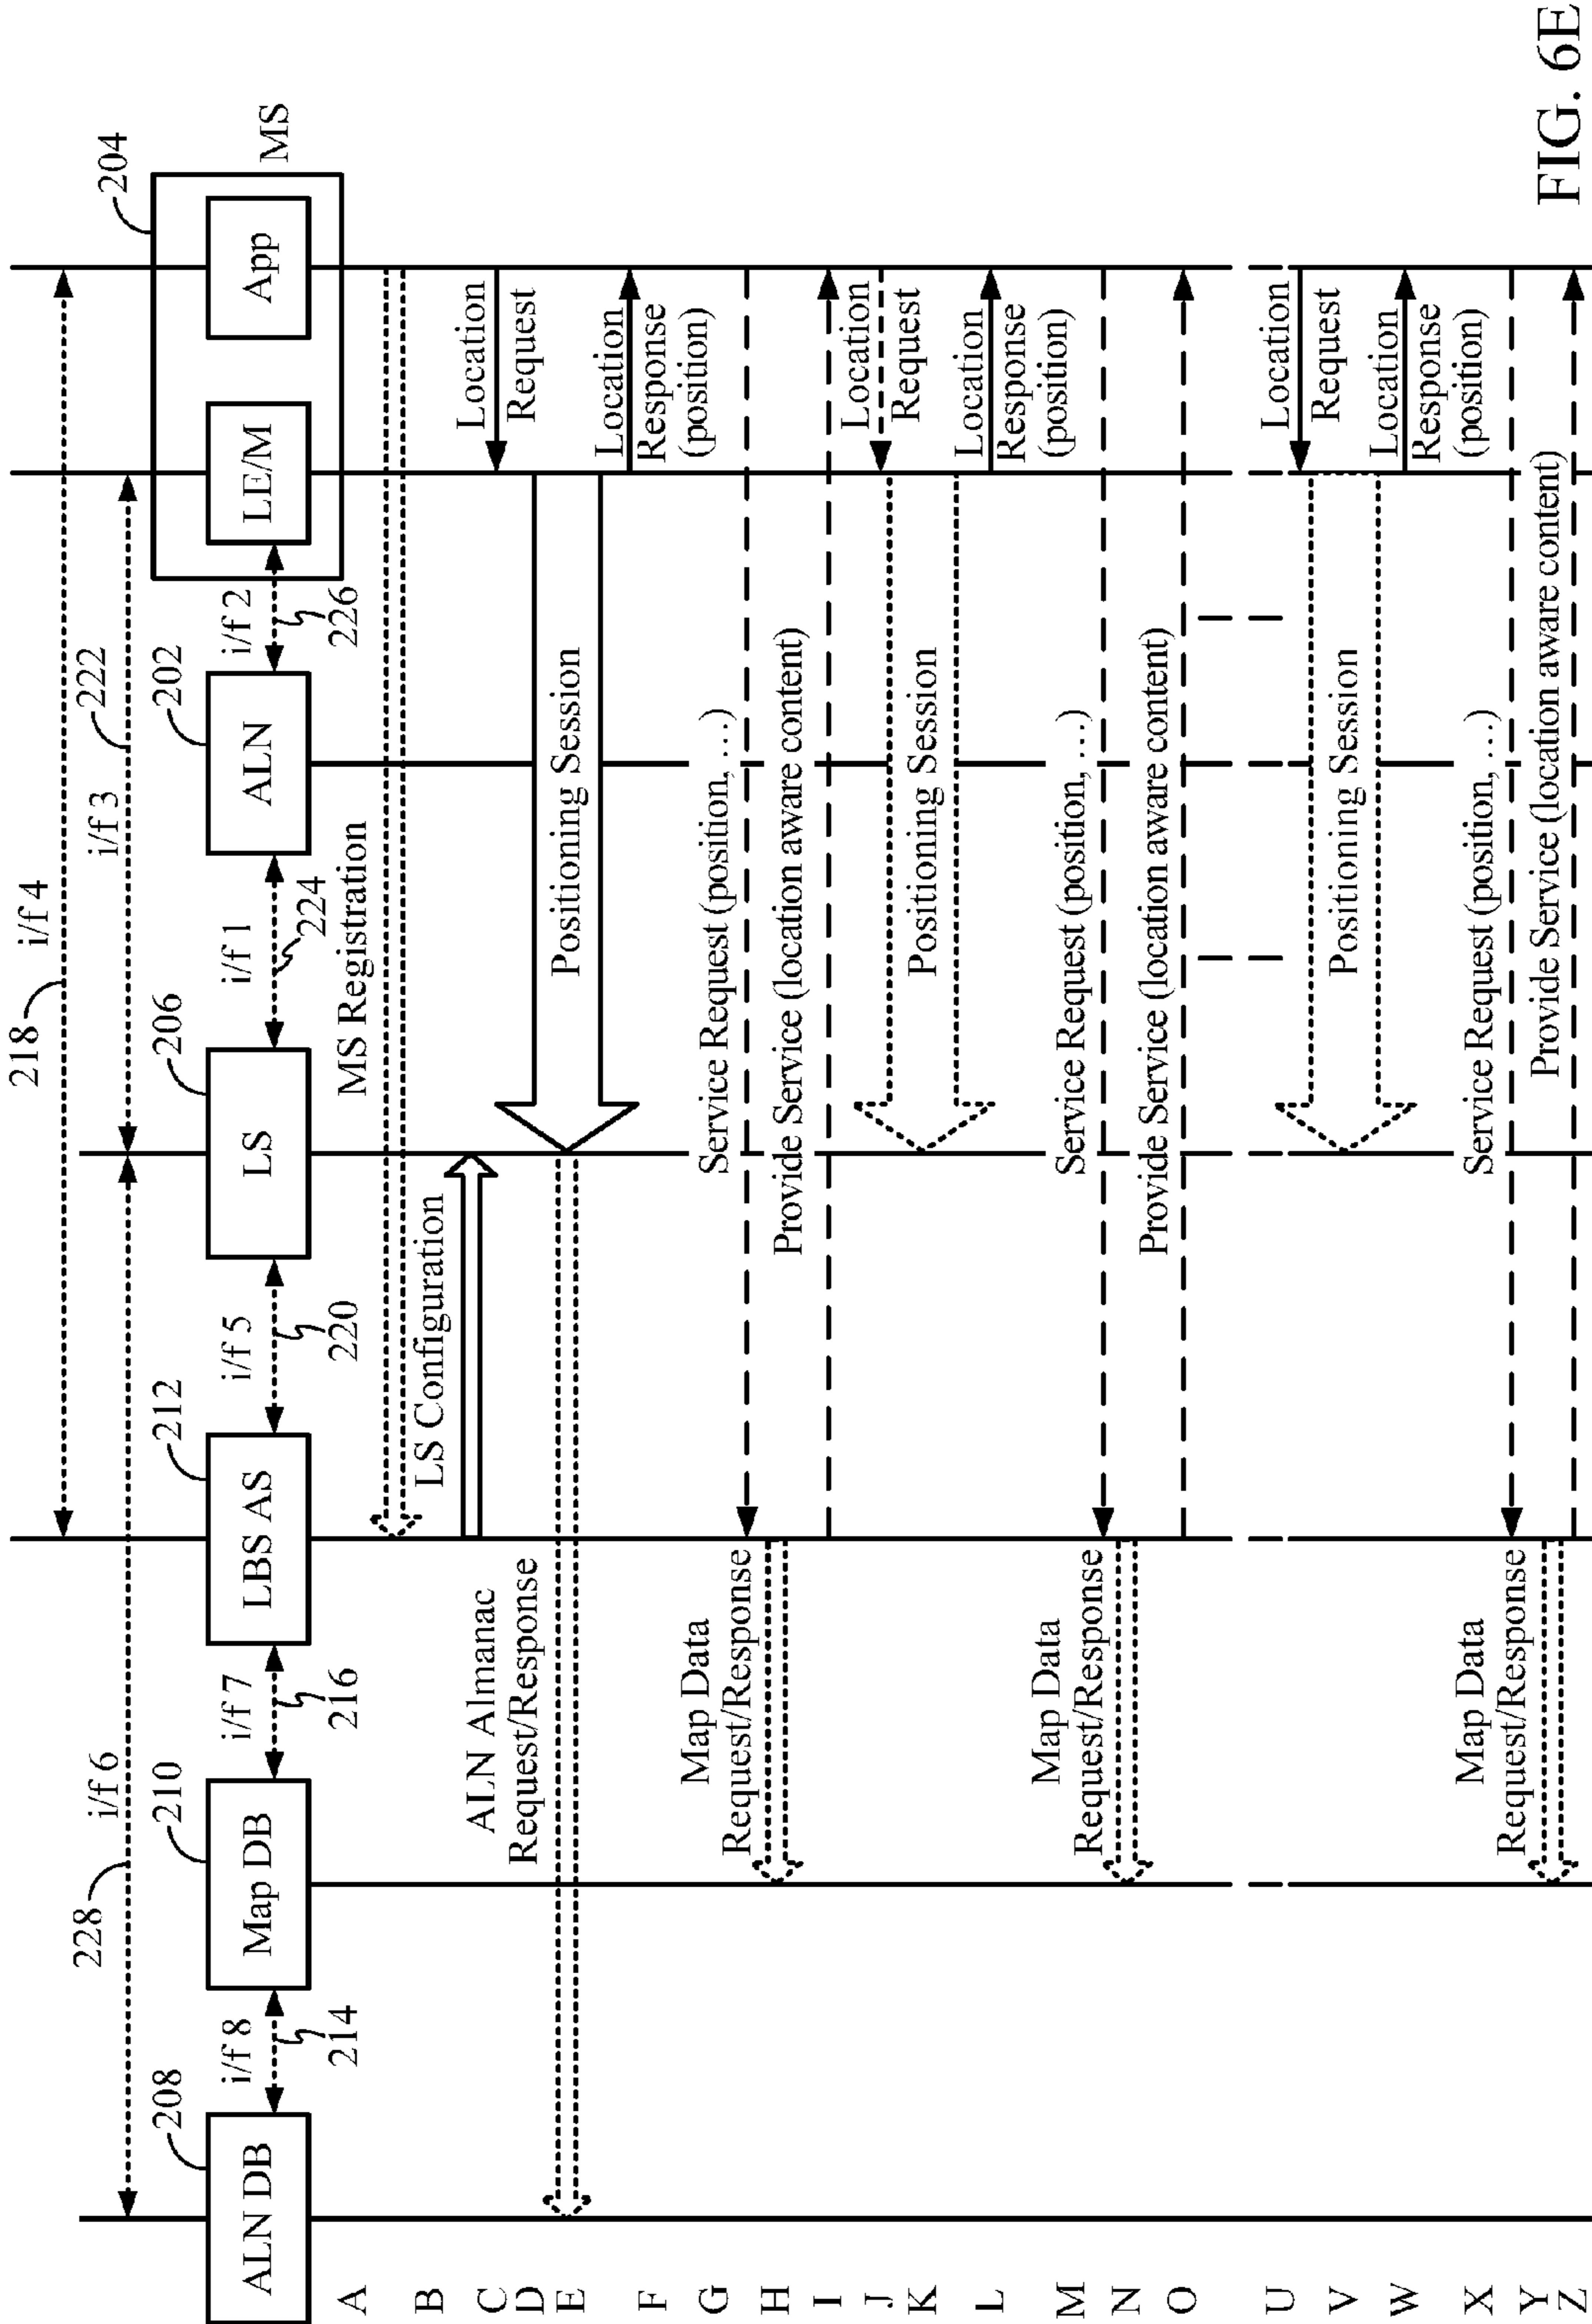 218
i/f 4
228
i/f 6
222
i/f 3
204
208
210
212
206
202
MS
ALN DB
i/f 8
214
Map DB
i/f 7
216
LBS AS
i/f 5
220
LS
i/f 1
224
ALN
i/f 2
226
LE/M
App
A
MS Registration
B
LS Configuration
C
Location
Request
D
ALN Almanac
Request/Response
E
Positioning Session
F
Location
Response
(position)
G
Service Request (position, …)
H
Map Data
Request/Response
I
Provide Service (location aware content)
J
Location
Request
K
Positioning Session
L
Location
Response
(position)
M
Service Request (position, …)
N
Map Data
Request/Response
O
Provide Service (location aware content)
U
Location
Request
V
Positioning Session
W
Location
Response
(position)
X
Service Request (position, …)
Y
Map Data
Request/Response
Z
Provide Service (location aware content)
FIG. 6E